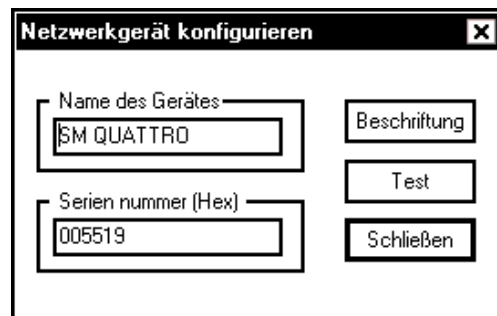 Netzwerkgerät konfigurieren
Name des Gerätes
SM QUATTRO
Serien nummer (Hex)
005519
Beschriftung
Test
Schließen